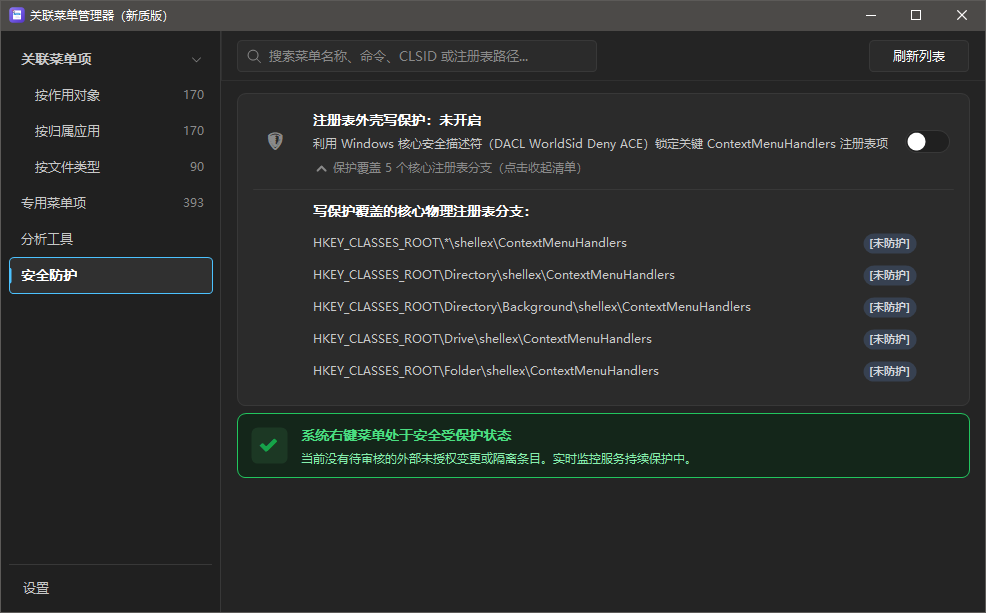 关联菜单管理器（新质版）
关联菜单项
按作用对象 170
按归属应用 170
按文件类型 90
专用菜单项 393
分析工具
安全防护
设置
搜索菜单名称、命令、CLSID 或注册表路径...
刷新列表
注册表外壳写保护：未开启
利用 Windows 核心安全描述符（DACL WorldSid Deny ACE）锁定关键 ContextMenuHandlers 注册表项
保护覆盖 5 个核心注册表分支（点击收起清单）
写保护覆盖的核心物理注册表分支：
HKEY_CLASSES_ROOT\*\shellex\ContextMenuHandlers [未防护]
HKEY_CLASSES_ROOT\Directory\shellex\ContextMenuHandlers [未防护]
HKEY_CLASSES_ROOT\Directory\Background\shellex\ContextMenuHandlers [未防护]
HKEY_CLASSES_ROOT\Drive\shellex\ContextMenuHandlers [未防护]
HKEY_CLASSES_ROOT\Folder\shellex\ContextMenuHandlers [未防护]
系统右键菜单处于安全受保护状态
当前没有待审核的外部未授权变更或隔离条目。实时监控服务持续保护中。